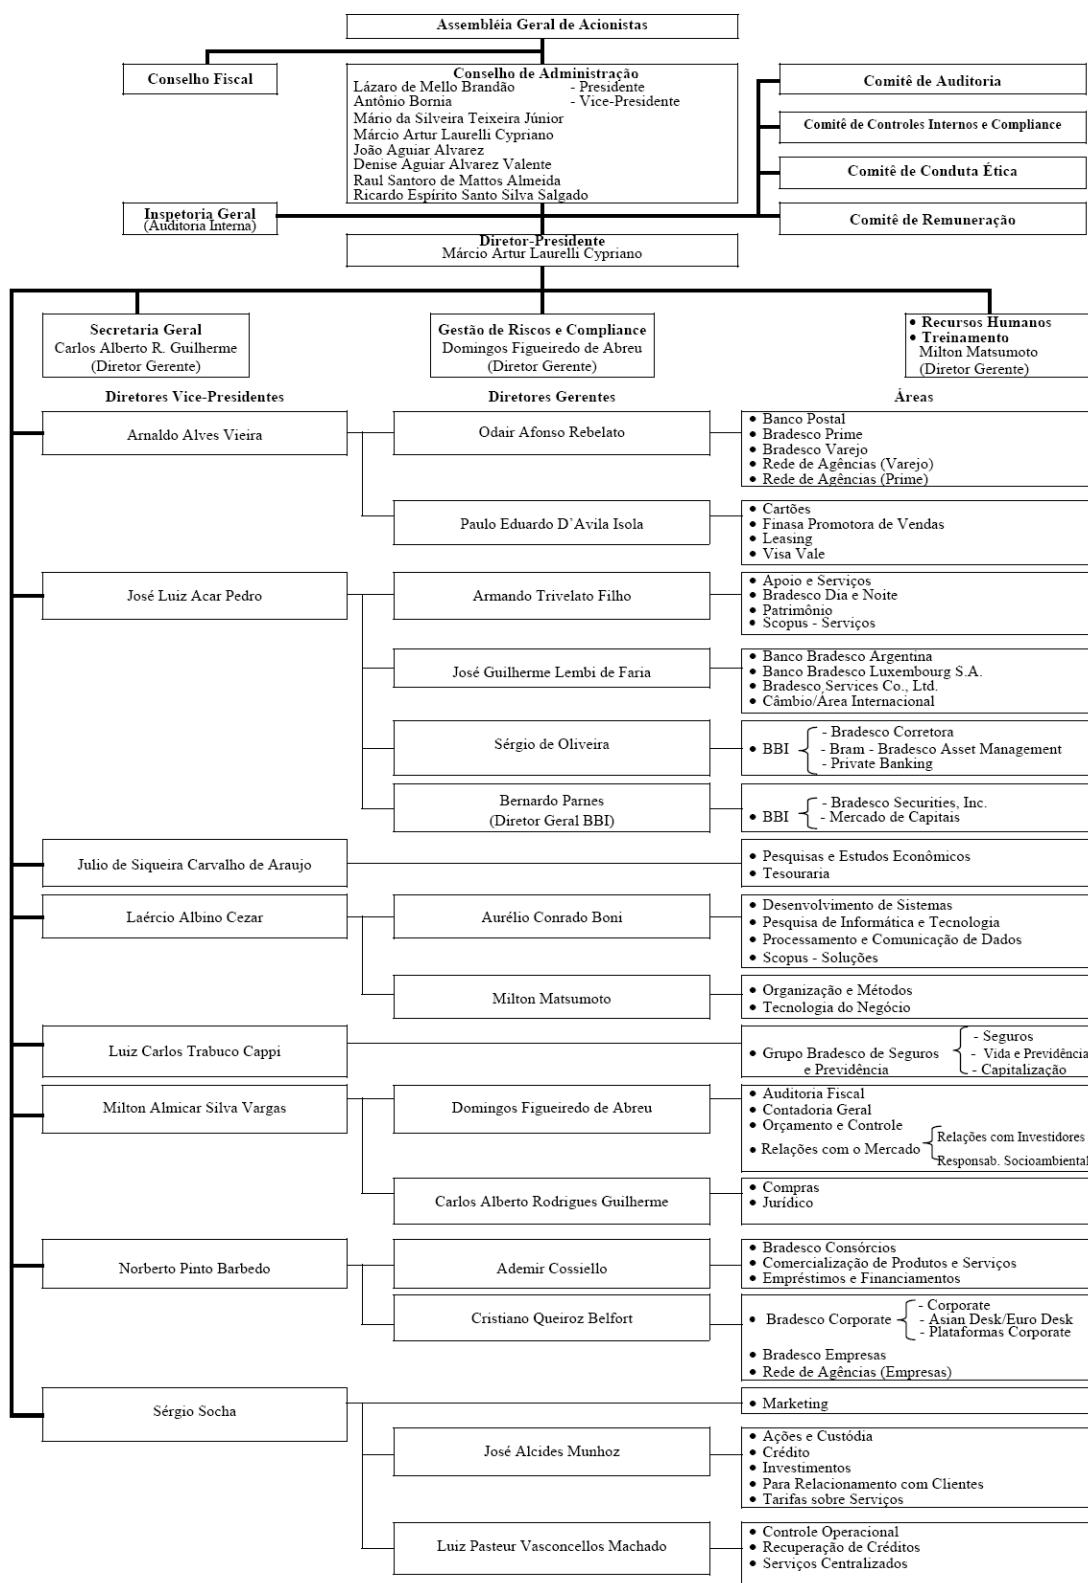 Assembléia Geral de Acionistas
Conselho Fiscal
Conselho de Administração
Lázaro de Mello Brandão - Presidente
Antônio Bornia - Vice-Presidente
Mário da Silveira Teixeira Júnior
Márcio Artur Laurelli Cypriano
João Aguiar Alvarez
Denise Aguiar Alvarez Valente
Raul Santoro de Mattos Almeida
Ricardo Espírito Santo Silva Salgado
Comitê de Auditoria
Comitê de Controles Internos e Compliance
Comitê de Conduta Ética
Comitê de Remuneração
Inspetoria Geral
(Auditoria Interna)
Diretor-Presidente
Márcio Artur Laurelli Cypriano
Secretaria Geral
Carlos Alberto R. Guilherme
(Diretor Gerente)
Gestão de Riscos e Compliance
Domingos Figueiredo de Abreu
(Diretor Gerente)
• Recursos Humanos
• Treinamento
Milton Matsumoto
(Diretor Gerente)
Diretores Vice-Presidentes
Diretores Gerentes
Áreas
Arnaldo Alves Vieira
Odair Afonso Rebelato
• Banco Postal
• Bradesco Prime
• Bradesco Varejo
• Rede de Agências (Varejo)
• Rede de Agências (Prime)
Paulo Eduardo D’Avila Isola
• Cartões
• Finasa Promotora de Vendas
• Leasing
• Visa Vale
José Luiz Acar Pedro
Armando Trivelato Filho
• Apoio e Serviços
• Bradesco Dia e Noite
• Patrimônio
• Scopus - Serviços
José Guilherme Lembi de Faria
• Banco Bradesco Argentina
• Banco Bradesco Luxembourg S.A.
• Bradesco Services Co., Ltd.
• Câmbio/Área Internacional
Sérgio de Oliveira
• BBI
- Bradesco Corretora
- Bram - Bradesco Asset Management
- Private Banking
Bernardo Parnes
(Diretor Geral BBI)
• BBI
- Bradesco Securities, Inc.
- Mercado de Capitais
Julio de Siqueira Carvalho de Araujo
• Pesquisas e Estudos Econômicos
• Tesouraria
Laércio Albino Cezar
Aurélio Conrado Boni
• Desenvolvimento de Sistemas
• Pesquisa de Informática e Tecnologia
• Processamento e Comunicação de Dados
• Scopus - Soluções
Milton Matsumoto
• Organização e Métodos
• Tecnologia do Negócio
Luiz Carlos Trabuco Cappi
• Grupo Bradesco de Seguros
e Previdência
- Seguros
- Vida e Previdência
- Capitalização
Milton Almicar Silva Vargas
Domingos Figueiredo de Abreu
• Auditoria Fiscal
• Contadoria Geral
• Orçamento e Controle
• Relações com o Mercado
Relações com Investidores
Responsab. Socioambiental
Carlos Alberto Rodrigues Guilherme
• Compras
• Jurídico
Norberto Pinto Barbedo
Ademir Cossiello
• Bradesco Consórcios
• Comercialização de Produtos e Serviços
• Empréstimos e Financiamentos
Cristiano Queiroz Belfort
• Bradesco Corporate
- Corporate
- Asian Desk/Euro Desk
- Plataformas Corporate
• Bradesco Empresas
• Rede de Agências (Empresas)
Sérgio Socha
• Marketing
José Alcides Munhoz
• Ações e Custódia
• Crédito
• Investimentos
• Para Relacionamento com Clientes
• Tarifas sobre Serviços
Luiz Pasteur Vasconcellos Machado
• Controle Operacional
• Recuperação de Créditos
• Serviços Centralizados